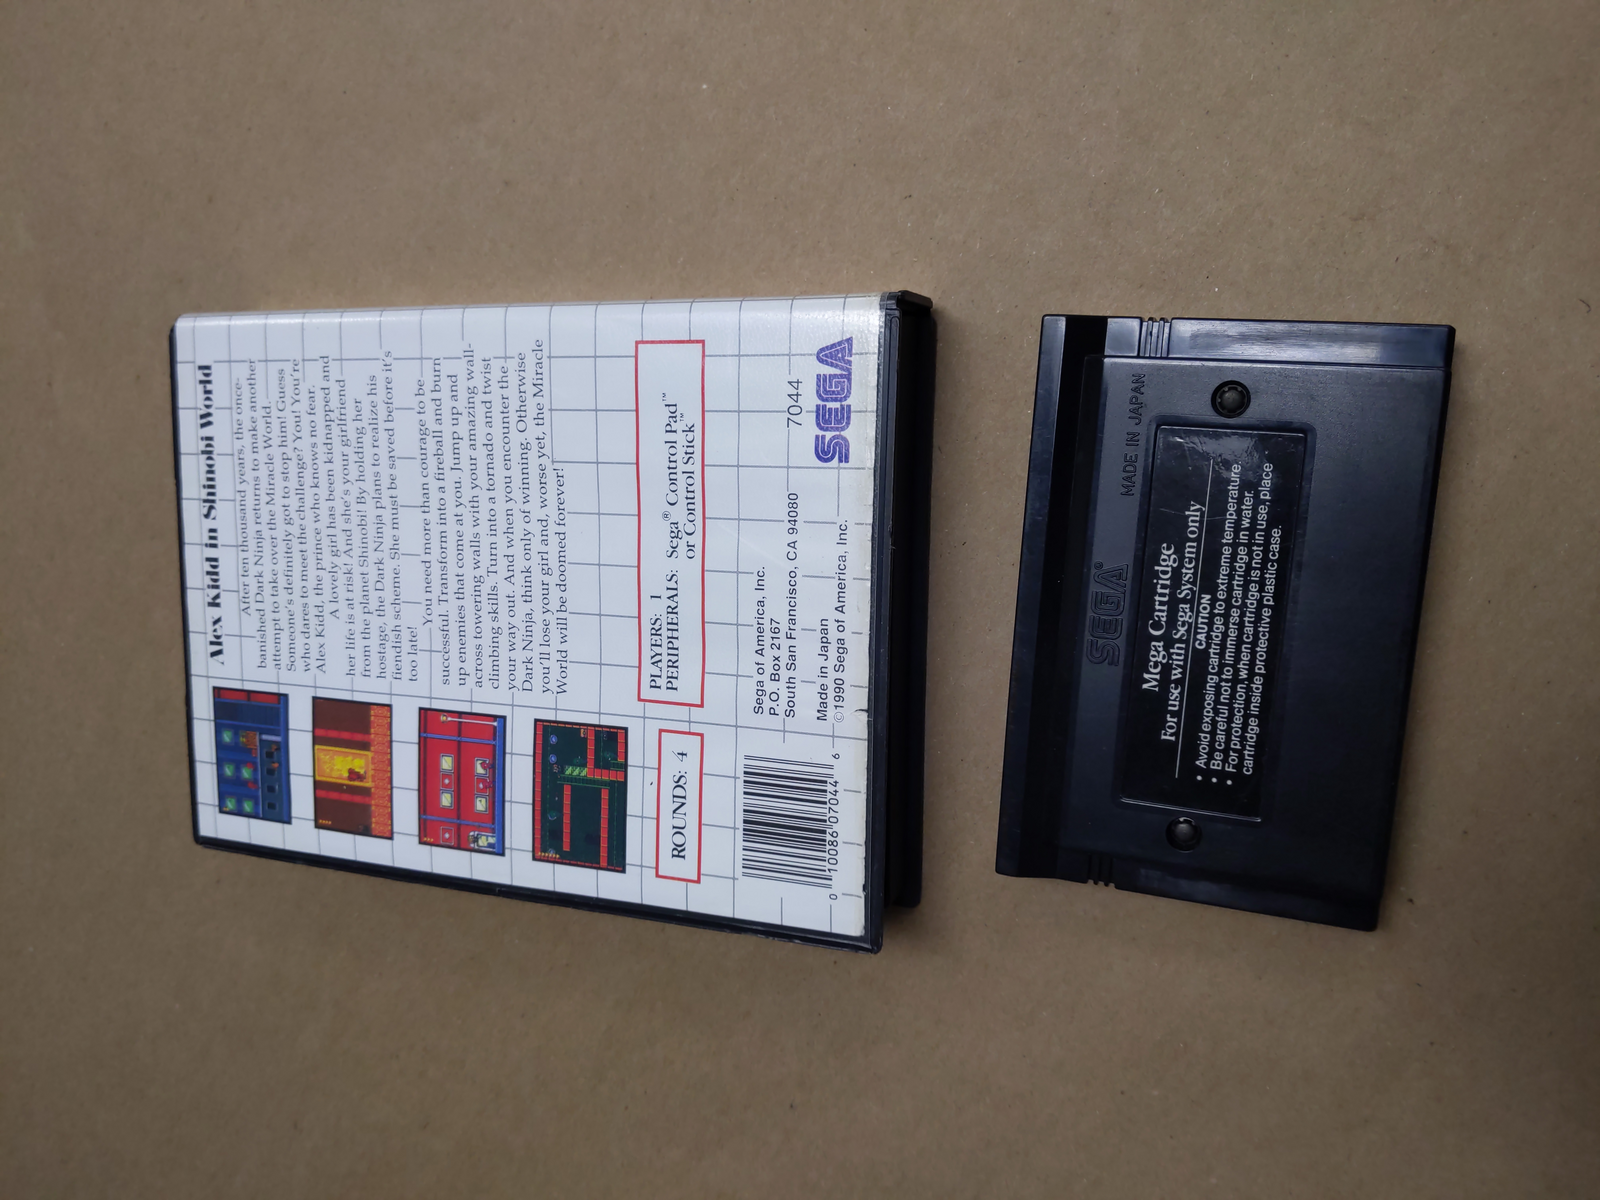 Alex Kidd in Shinobi World
After ten thousand years, the once-
banished Dark Ninja returns to make another
attempt to take over the Miracle World.
Someone's definitely got to stop him! Guess
who dares to meet the challenge? You! You're
Alex Kidd, the prince who knows no fear.
A lovely girl has been kidnapped and
her life is at risk! And she's your girlfriend
from the planet Shinobi! By holding her
hostage, the Dark Ninja plans to realize his
fiendish scheme. She must be saved before it's
too late!
You need more than courage to be
successful. Transform into a fireball and burn
up enemies that come at you. Jump up and
across towering walls with your amazing wall-
climbing skills. Turn into a tornado and twist
your way out. And when you encounter the
Dark Ninja, think only of winning. Otherwise
you'll lose your girl and, worse yet, the Miracle
World will be doomed forever!
ROUNDS: 4
PLAYERS: 1
PERIPHERALS: Sega® Control Pad™
or Control Stick™
Sega of America, Inc.
P.O. Box 2167
South San Francisco, CA 94080
7044
Made in Japan
©1990 Sega of America, Inc.
SEGA
0 10086 07044 6
MADE IN JAPAN
SEGA®
Mega Cartridge
For use with Sega System only
CAUTION
• Avoid exposing cartridge to extreme temperature.
• Be careful not to immerse cartridge in water.
• For protection, when cartridge is not in use, place
cartridge inside protective plastic case.